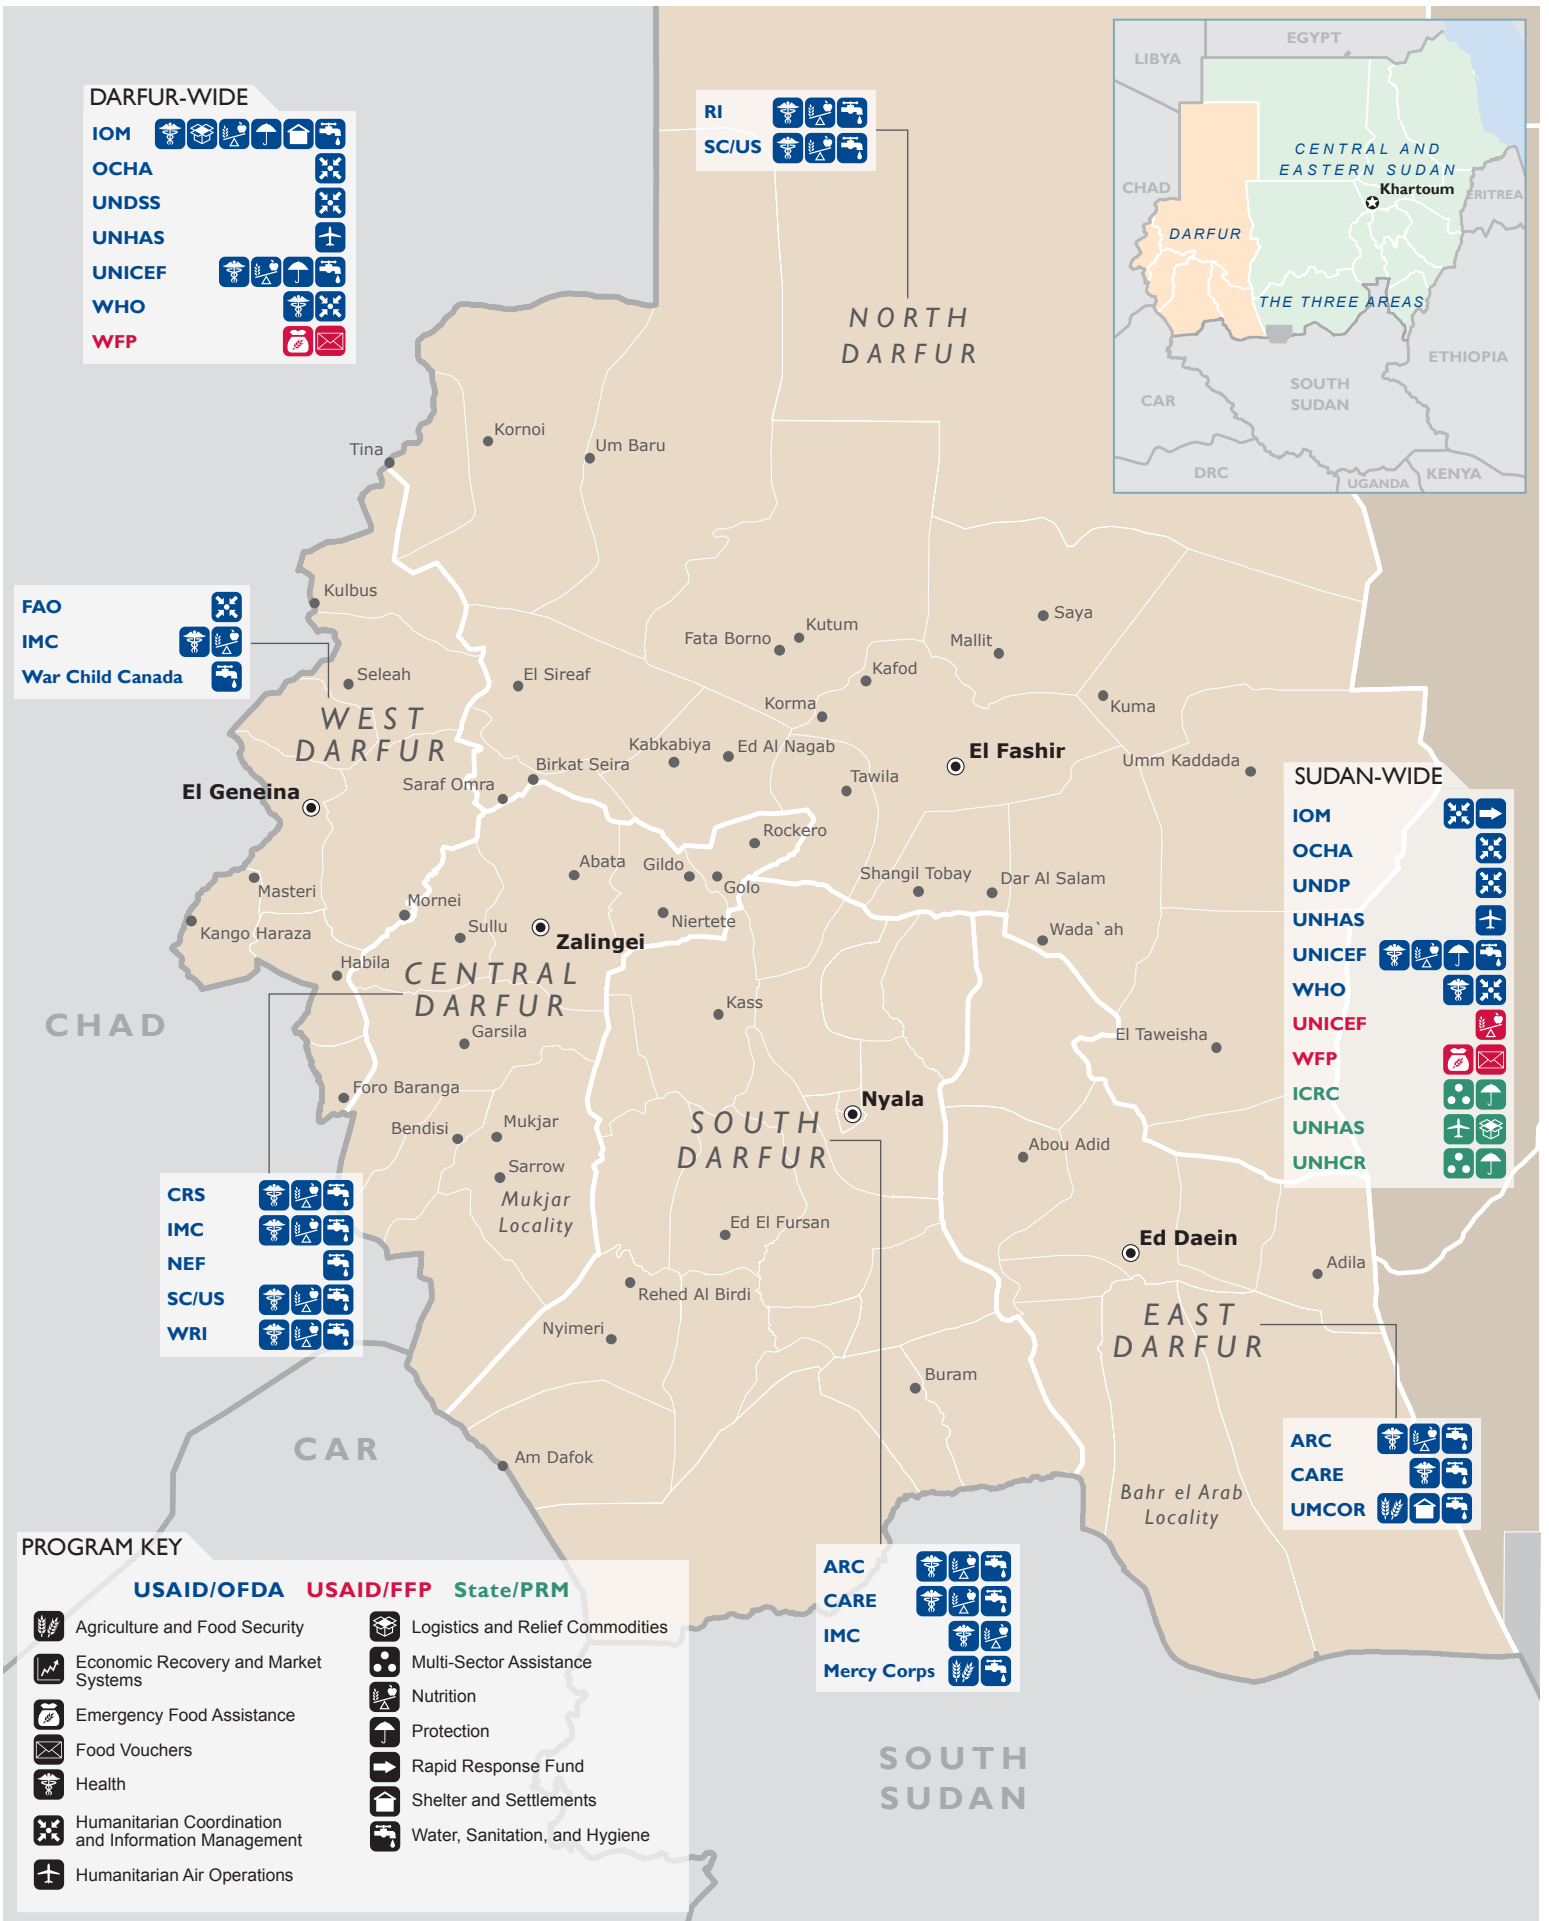 DARFUR-WIDE
IOM
OCHA
UNDSS
UNHAS
UNICEF
WHO
WFP
RI
SC/US
EGYPT
LIBYA
CENTRAL AND
EASTERN SUDAN
Khartoum
CHAD
ERITREA
DARFUR
THE THREE AREAS
ETHIOPIA
SOUTH
SUDAN
CAR
DRC
UGANDA
KENYA
NORTH
DARFUR
Kornoi
Um Baru
Tina
Kulbus
FAO
IMC
War Child Canada
Seleah
WEST
DARFUR
El Geneina
El Sireaf
Fata Borno
Kutum
Saya
Mallit
Kafod
Korma
Kuma
Kabkabiya
Ed Al Nagab
El Fashir
Birkat Seira
Saraf Omra
Tawila
Umm Kaddada
SUDAN-WIDE
IOM
OCHA
UNDP
UNHAS
UNICEF
WHO
UNICEF
WFP
ICRC
UNHAS
UNHCR
Rockero
Abata
Gildo
Golo
Shangil Tobay
Dar Al Salam
Masteri
Mornei
Kango Haraza
Sullu
Zalingei
Niertete
Wada`ah
Habila
CENTRAL
DARFUR
Kass
CHAD
Garsila
El Taweisha
Foro Baranga
Nyala
Bendisi
Mukjar
SOUTH
DARFUR
Abou Adid
Sarrow
Mukjar
Locality
CRS
IMC
NEF
SC/US
WRI
Ed El Fursan
Ed Daein
Adila
Rehed Al Birdi
Nyimeri
EAST
DARFUR
Buram
CAR
Am Dafok
Bahr el Arab
Locality
ARC
CARE
UMCOR
ARC
CARE
IMC
Mercy Corps
SOUTH
SUDAN
PROGRAM KEY
USAID/OFDA USAID/FFP State/PRM
Agriculture and Food Security
Economic Recovery and Market
Systems
Emergency Food Assistance
Food Vouchers
Health
Humanitarian Coordination
and Information Management
Humanitarian Air Operations
Logistics and Relief Commodities
Multi-Sector Assistance
Nutrition
Protection
Rapid Response Fund
Shelter and Settlements
Water, Sanitation, and Hygiene